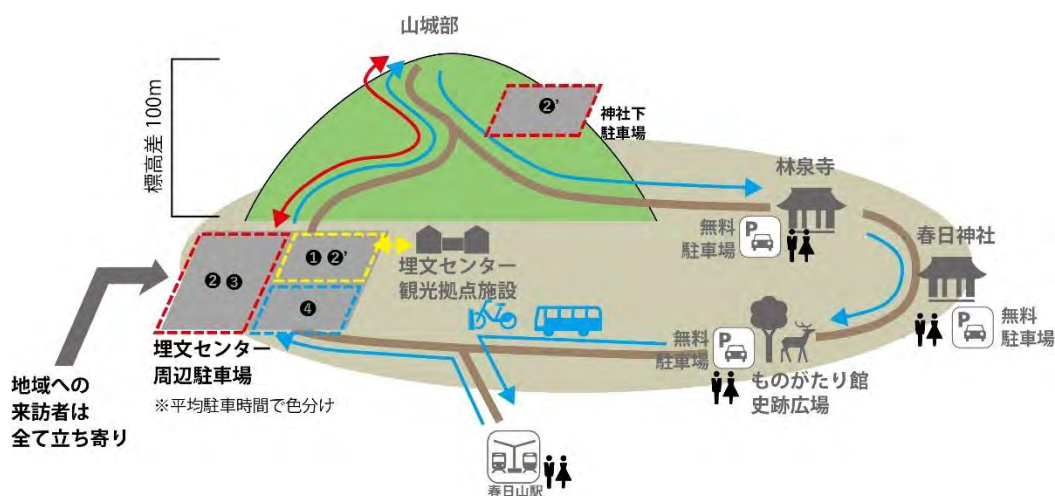 山城部
標高差 100m
❷’
神社下
駐車場
林泉寺
無料
駐車場
P
春日神社
無料
駐車場
P
❶ ❷’
埋文センター
観光拠点施設
❷ ❸
❹
埋文センター
周辺駐車場
※平均駐車時間で色分け
地域への
来訪者は
全て立ち寄り
無料
駐車場
P
ものがたり館
史跡広場
春日山駅